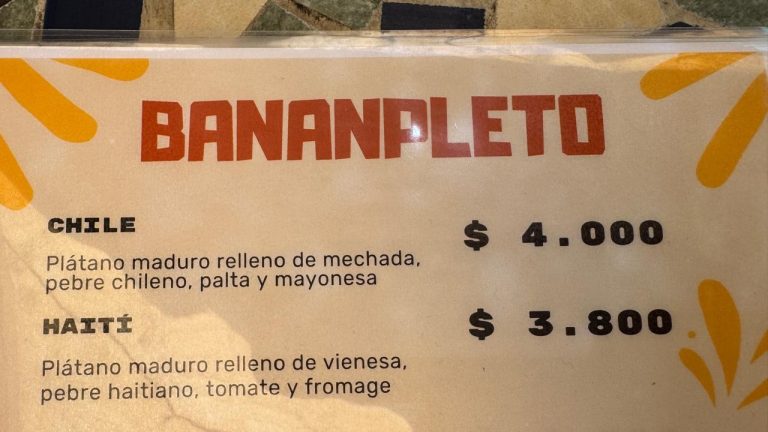 BANANPLETO
CHILE
$ 4.000
Plátano maduro relleno de mechada,
pebre chileno, palta y mayonesa
HAITÍ
$ 3.800
Plátano maduro relleno de vienesa,
pebre haitiano, tomate y fromage